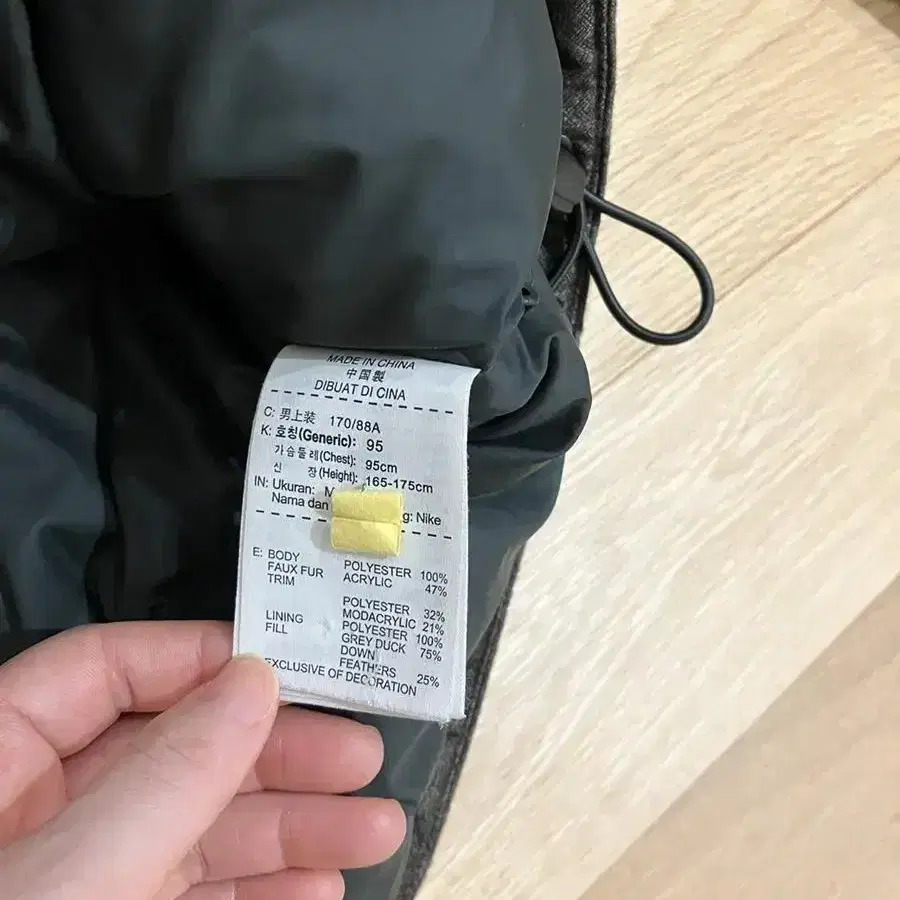 MADE IN CHINA
中国製
DIBUAT DI CINA
C: 男上装 170/88A
K: 호칭(Generic): 95
가슴둘레(Chest): 95cm
신 장(Height): 165-175cm
IN: Ukuran: M
Nama dan g: Nike
E: BODY POLYESTER 100%
FAUX FUR ACRYLIC 47%
TRIM
POLYESTER 32%
MODACRYLIC 21%
LINING POLYESTER 100%
FILL GREY DUCK 75%
DOWN
FEATHERS 25%
EXCLUSIVE OF DECORATION